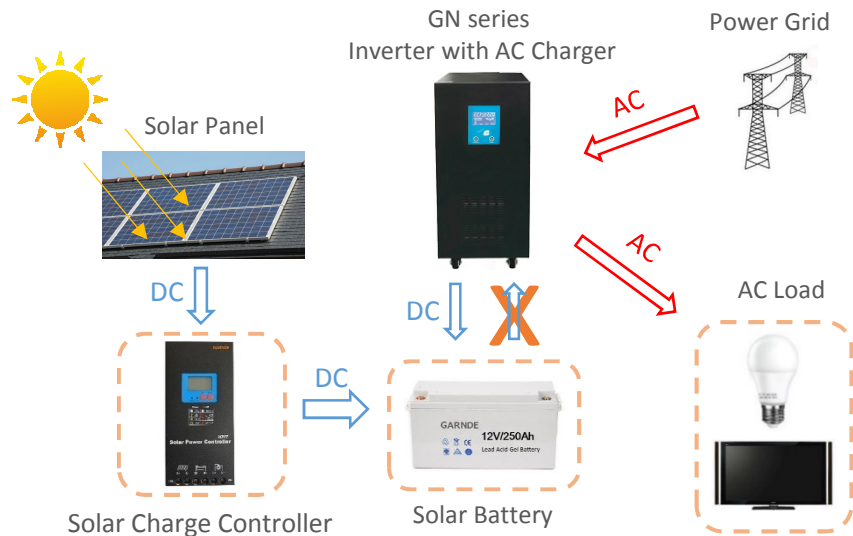 GN series
Inverter with AC Charger
Power Grid
AC
Solar Panel
DC
DC
AC
AC Load
DC
Solar Power Controller
GARNDE
12V/250Ah
Lead Acid Gel Battery
Solar Charge Controller
Solar Battery